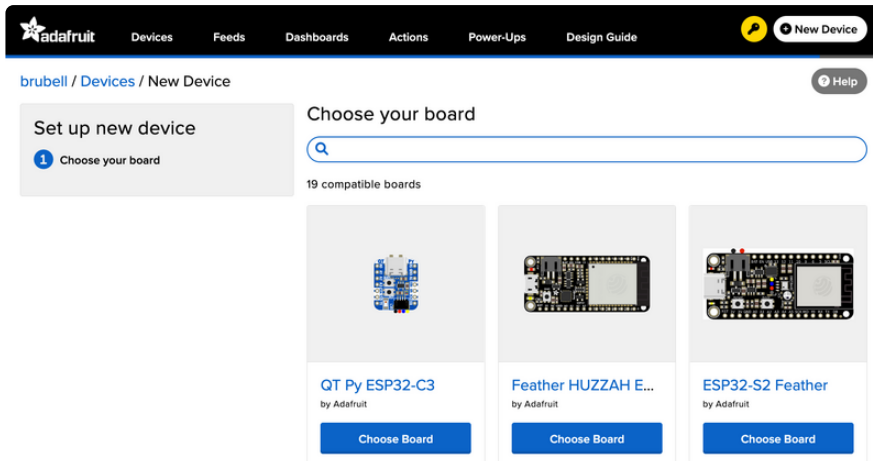 adafruit
Devices
Feeds
Dashboards
Actions
Power-Ups
Design Guide
New Device
brubell / Devices / New Device
Help
Set up new device
1 Choose your board
Choose your board
19 compatible boards
QT Py ESP32-C3
by Adafruit
Choose Board
Feather HUZZAH E...
by Adafruit
Choose Board
ESP32-S2 Feather
by Adafruit
Choose Board